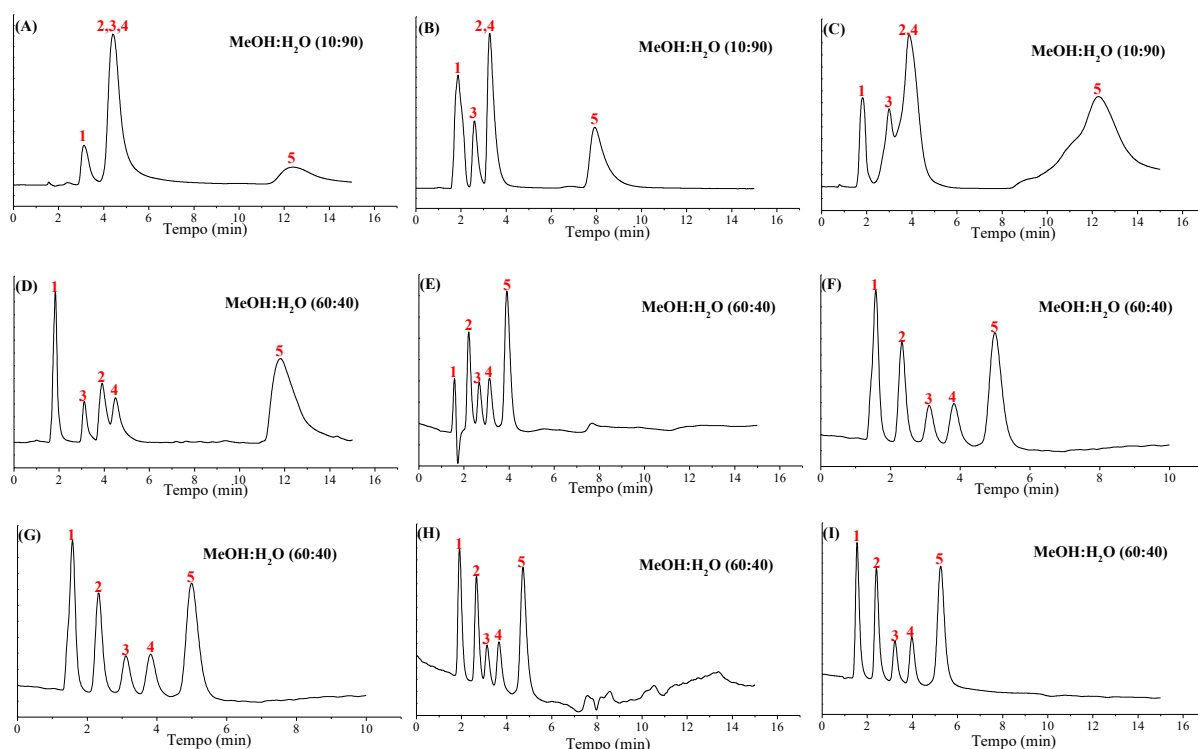 (A) 2,3,4 MeOH:H2O (10:90)
1 5
0 2 4 6 8 10 12 14 16
Tempo (min)
(B) 2,4 MeOH:H2O (10:90)
1 3 5
0 2 4 6 8 10 12 14 16
Tempo (min)
(C) 2,4 MeOH:H2O (10:90)
1 3 5
0 2 4 6 8 10 12 14 16
Tempo (min)
(D) 1 MeOH:H2O (60:40)
3 2 4 5
0 2 4 6 8 10 12 14 16
Tempo (min)
(E) 5 MeOH:H2O (60:40)
1 2 3 4
0 2 4 6 8 10 12 14 16
Tempo (min)
(F) 1 MeOH:H2O (60:40)
2 3 4 5
0 2 4 6 8 10
Tempo (min)
(G) 1 MeOH:H2O (60:40)
2 3 4 5
0 2 4 6 8 10
Tempo (min)
(H) 1 5 MeOH:H2O (60:40)
2 3 4
0 2 4 6 8 10 12 14 16
Tempo (min)
(I) 1 5 MeOH:H2O (60:40)
2 3 4
0 2 4 6 8 10 12 14 16
Tempo (min)